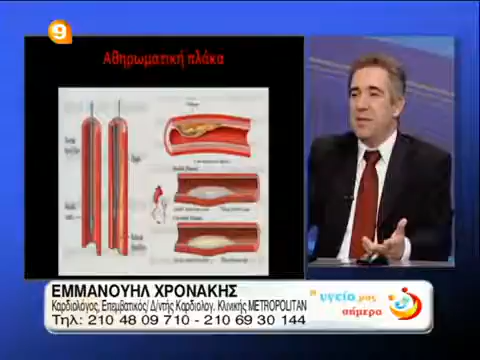 9
Αθηρωματική πλάκα
ΕΜΜΑΝΟΥΗΛ ΧΡΟΝΑΚΗΣ
Καρδιολόγος, Επεμβατικός/ Δ/ντής Καρδιολογ. Κλινικής METROPOLITAN
Τηλ: 210 48 09 710 - 210 69 30 144
η υγεία μας
σήμερα